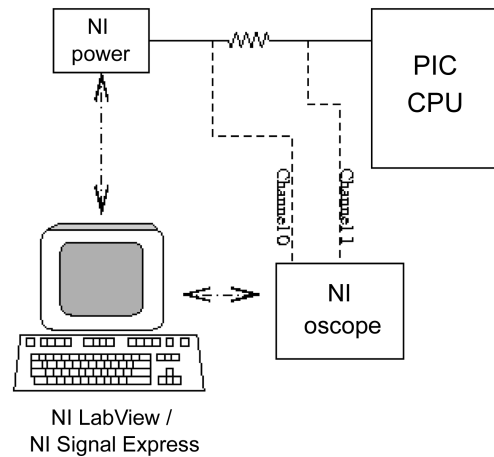 NI
power
PIC
CPU
Channel 0
Channel 1
NI
oscope
NI LabView /
NI Signal Express